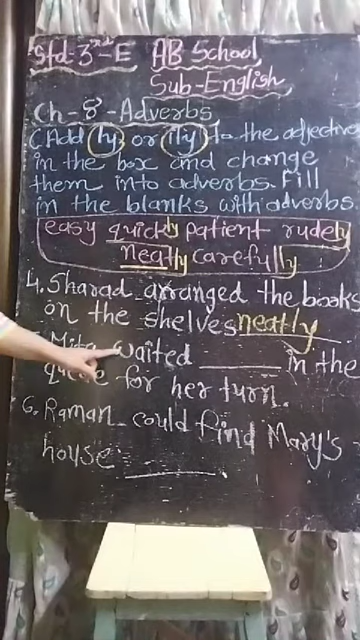 Std-3rd-E AB School
Sub-English
Ch-8-Adverbs
C Add (ly) or (ily) to the adjective
in the box and change
them into adverbs. Fill
in the blanks with adverbs.
easy quickly patient rudely
neatly carefully
4. Sharad arranged the books
on the shelves neatly
Mita waited ______ in the
queue for her turn.
6. Raman could find Mary's
house ______